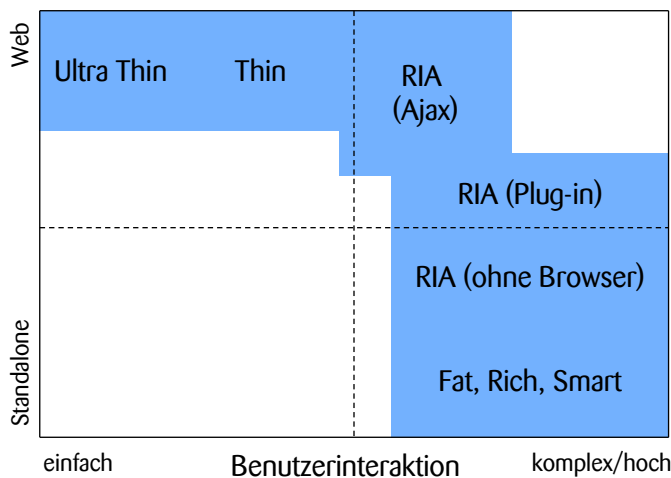 Web
Ultra Thin
Thin
RIA
(Ajax)
RIA (Plug-in)
RIA (ohne Browser)
Standalone
Fat, Rich, Smart
einfach
Benutzerinteraktion
komplex/hoch